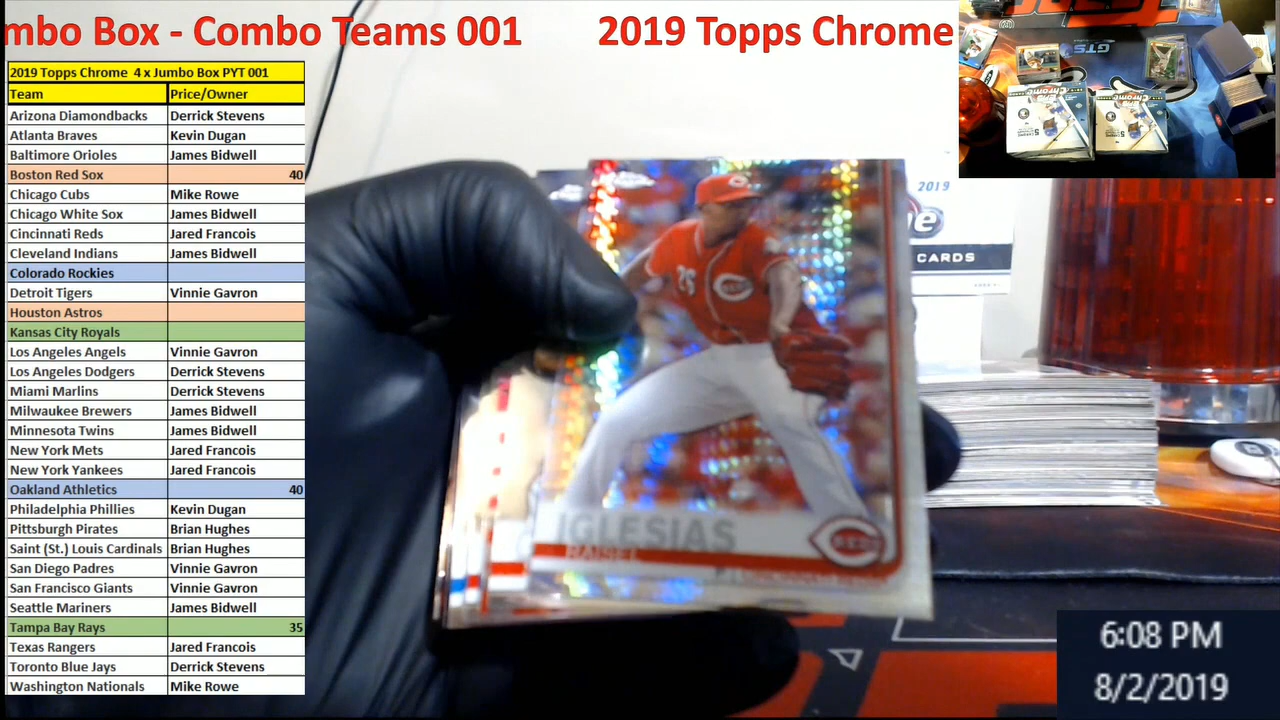 mbo Box - Combo Teams 001 2019 Topps Chrome
2019 Topps Chrome 4 x Jumbo Box PYT 001
Team Price/Owner
Arizona Diamondbacks Derrick Stevens
Atlanta Braves Kevin Dugan
Baltimore Orioles James Bidwell
Boston Red Sox 40
Chicago Cubs Mike Rowe
Chicago White Sox James Bidwell
Cincinnati Reds Jared Francois
Cleveland Indians James Bidwell
Colorado Rockies
Detroit Tigers Vinnie Gavron
Houston Astros
Kansas City Royals
Los Angeles Angels Vinnie Gavron
Los Angeles Dodgers Derrick Stevens
Miami Marlins Derrick Stevens
Milwaukee Brewers James Bidwell
Minnesota Twins James Bidwell
New York Mets Jared Francois
New York Yankees Jared Francois
Oakland Athletics 40
Philadelphia Phillies Kevin Dugan
Pittsburgh Pirates Brian Hughes
Saint (St.) Louis Cardinals Brian Hughes
San Diego Padres Vinnie Gavron
San Francisco Giants Vinnie Gavron
Seattle Mariners James Bidwell
Tampa Bay Rays 35
Texas Rangers Jared Francois
Toronto Blue Jays Derrick Stevens
Washington Nationals Mike Rowe
26
IGLESIAS
RAISEL
REDS
2019
me
CARDS
GTS
Chrome
6:08 PM
8/2/2019